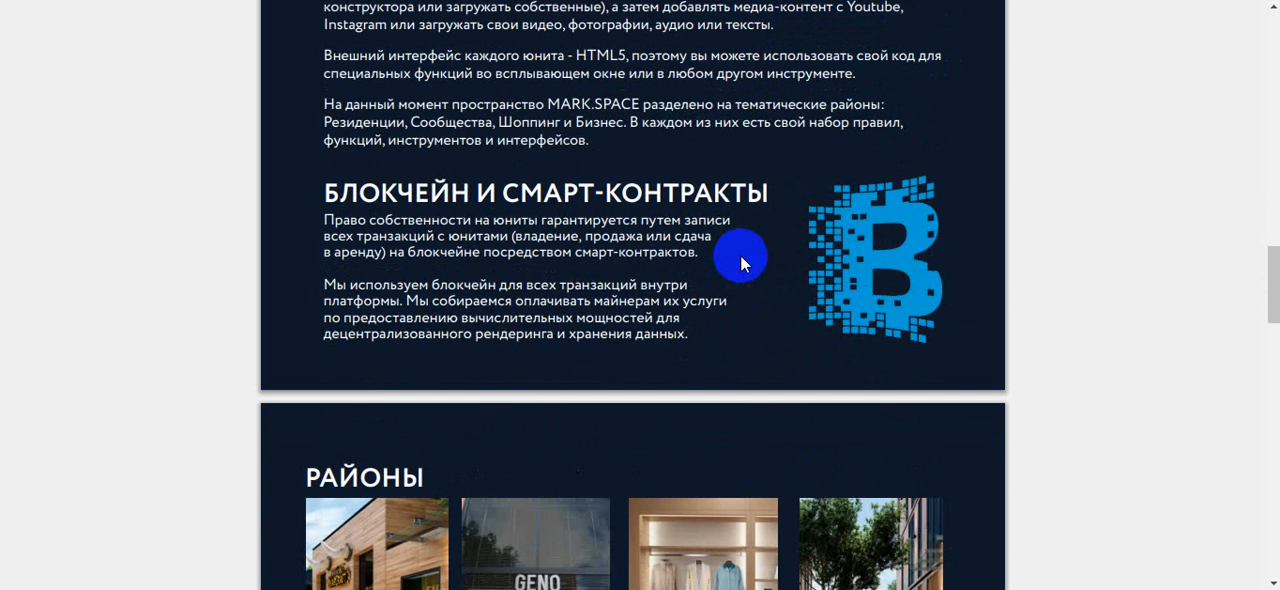 конструктора или загружать собственные), а затем добавлять медиа-контент с Youtube,
Instagram или загружать свои видео, фотографии, аудио или тексты.
Внешний интерфейс каждого юнита - HTML5, поэтому вы можете использовать свой код для
специальных функций во всплывающем окне или в любом другом инструменте.
На данный момент пространство MARK.SPACE разделено на тематические районы:
Резиденции, Сообщества, Шоппинг и Бизнес. В каждом из них есть свой набор правил,
функций, инструментов и интерфейсов.
БЛОКЧЕЙН И СМАРТ-КОНТРАКТЫ
Право собственности на юниты гарантируется путем записи
всех транзакций с юнитами (владение, продажа или сдача
в аренду) на блокчейне посредством смарт-контрактов.
Мы используем блокчейн для всех транзакций внутри
платформы. Мы собираемся оплачивать майнерам их услуги
по предоставлению вычислительных мощностей для
децентрализованного рендеринга и хранения данных.
РАЙОНЫ
GENO